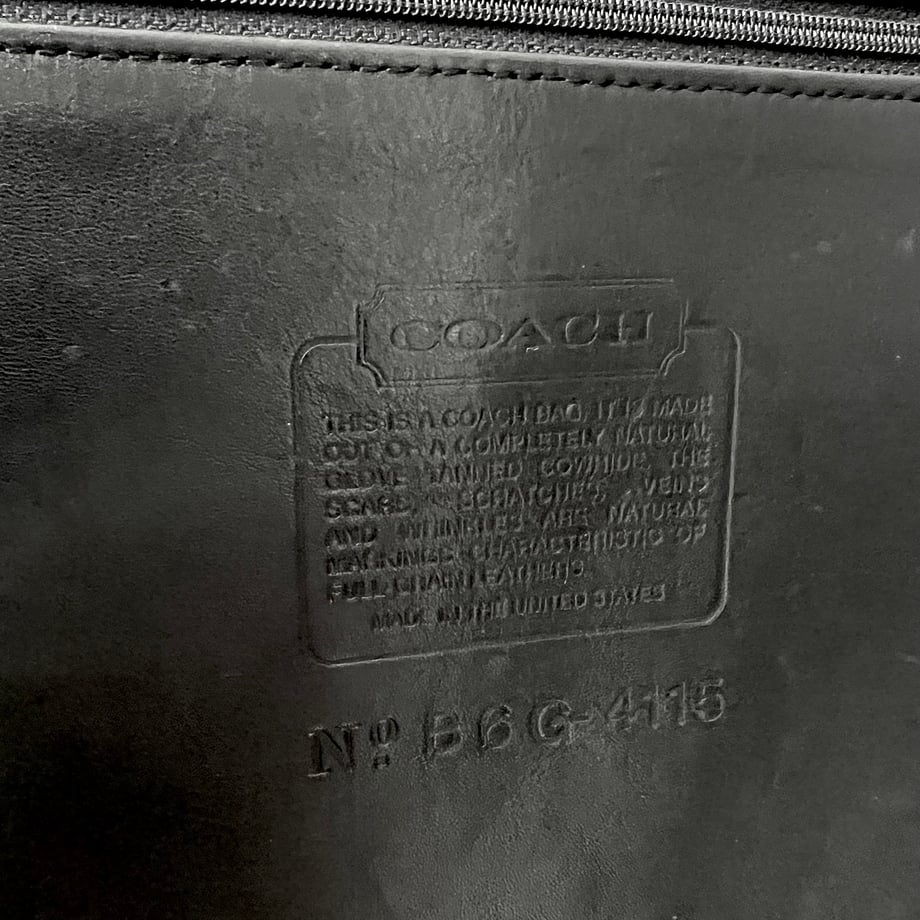 COACH
THIS IS A COACH BAG. IT IS MADE
OUT OF A COMPLETELY NATURAL
GLOVE TANNED COWHIDE, THE
SCARS, SCRATCHES, VEINS
AND WRINKLES ARE NATURAL
MARKINGS CHARACTERISTIC OF
FULL GRAIN LEATHERS.
MADE IN THE UNITED STATES
Nº B6G-4115